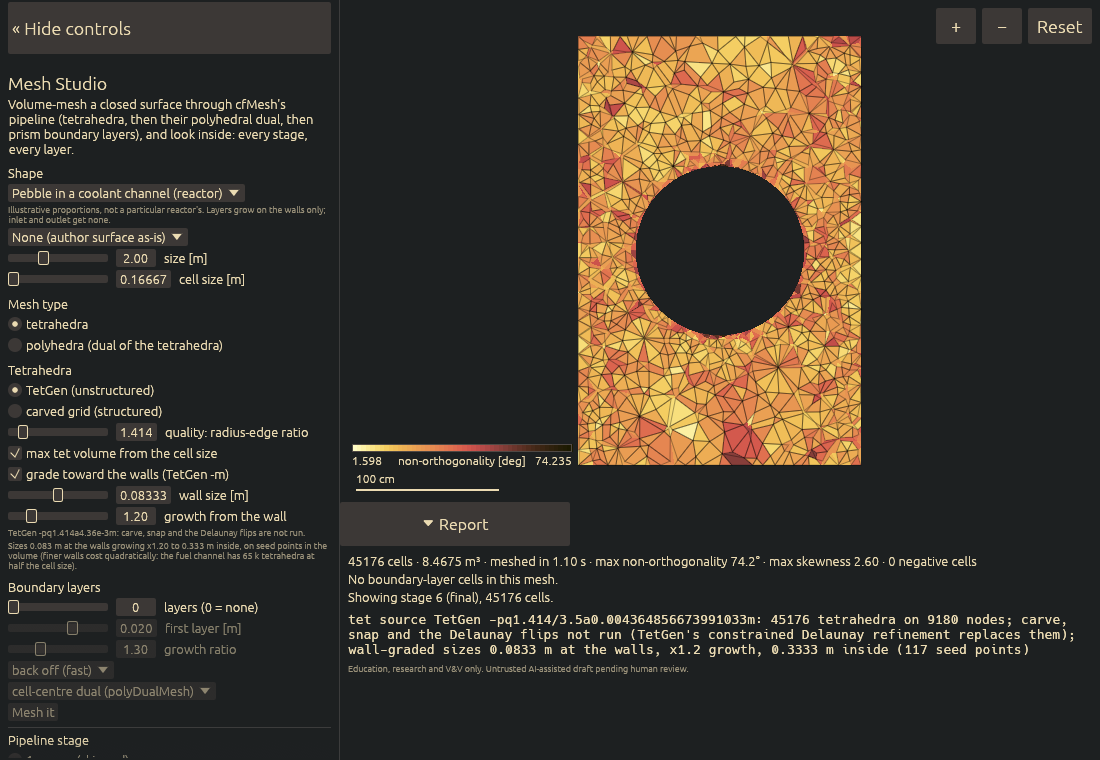 « Hide controls
Mesh Studio
Volume-mesh a closed surface through cfMesh's
pipeline (tetrahedra, then their polyhedral dual, then
prism boundary layers), and look inside: every stage,
every layer.
Shape
Pebble in a coolant channel (reactor)
Illustrative proportions, not a particular reactor's. Layers grow on the walls only;
inlet and outlet get none.
None (author surface as-is)
2.00 size [m]
0.16667 cell size [m]
Mesh type
tetrahedra
polyhedra (dual of the tetrahedra)
Tetrahedra
TetGen (unstructured)
carved grid (structured)
1.414 quality: radius-edge ratio
max tet volume from the cell size
grade toward the walls (TetGen -m)
0.08333 wall size [m]
1.20 growth from the wall
TetGen -pq1.414a4.36e-3m: carve, snap and the Delaunay flips are not run.
Sizes 0.083 m at the walls growing x1.20 to 0.333 m inside, on seed points in the
volume (finer walls cost quadratically: the fuel channel has 65 k tetrahedra at
half the cell size).
Boundary layers
0 layers (0 = none)
0.020 first layer [m]
1.30 growth ratio
back off (fast)
cell-centre dual (polyDualMesh)
Mesh it
Pipeline stage
+ − Reset
1.598 non-orthogonality [deg] 74.235
100 cm
Report
45176 cells · 8.4675 m³ · meshed in 1.10 s · max non-orthogonality 74.2° · max skewness 2.60 · 0 negative cells
No boundary-layer cells in this mesh.
Showing stage 6 (final), 45176 cells.
tet source TetGen -pq1.414/3.5a0.004364856673991033m: 45176 tetrahedra on 9180 nodes; carve,
snap and the Delaunay flips not run (TetGen's constrained Delaunay refinement replaces them);
wall-graded sizes 0.0833 m at the walls, x1.2 growth, 0.3333 m inside (117 seed points)
Education, research and V&V only. Untrusted AI-assisted draft pending human review.